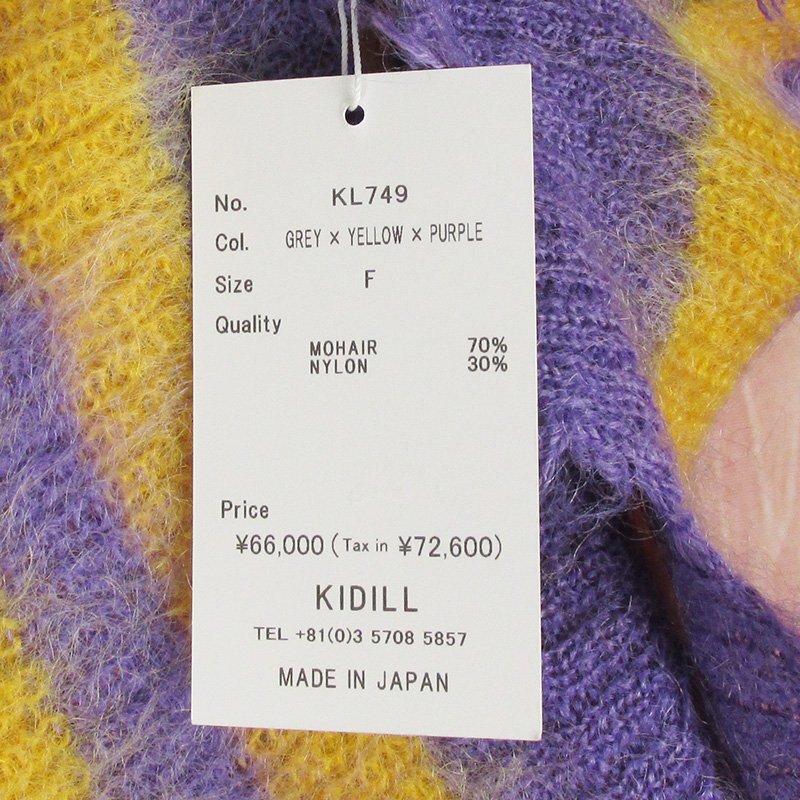 No. KL749
Col. GREY × YELLOW × PURPLE
Size F
Quality
MOHAIR 70%
NYLON 30%
Price
¥66,000 (Tax in ¥72,600)
KIDILL
TEL +81(0)3 5708 5857
MADE IN JAPAN